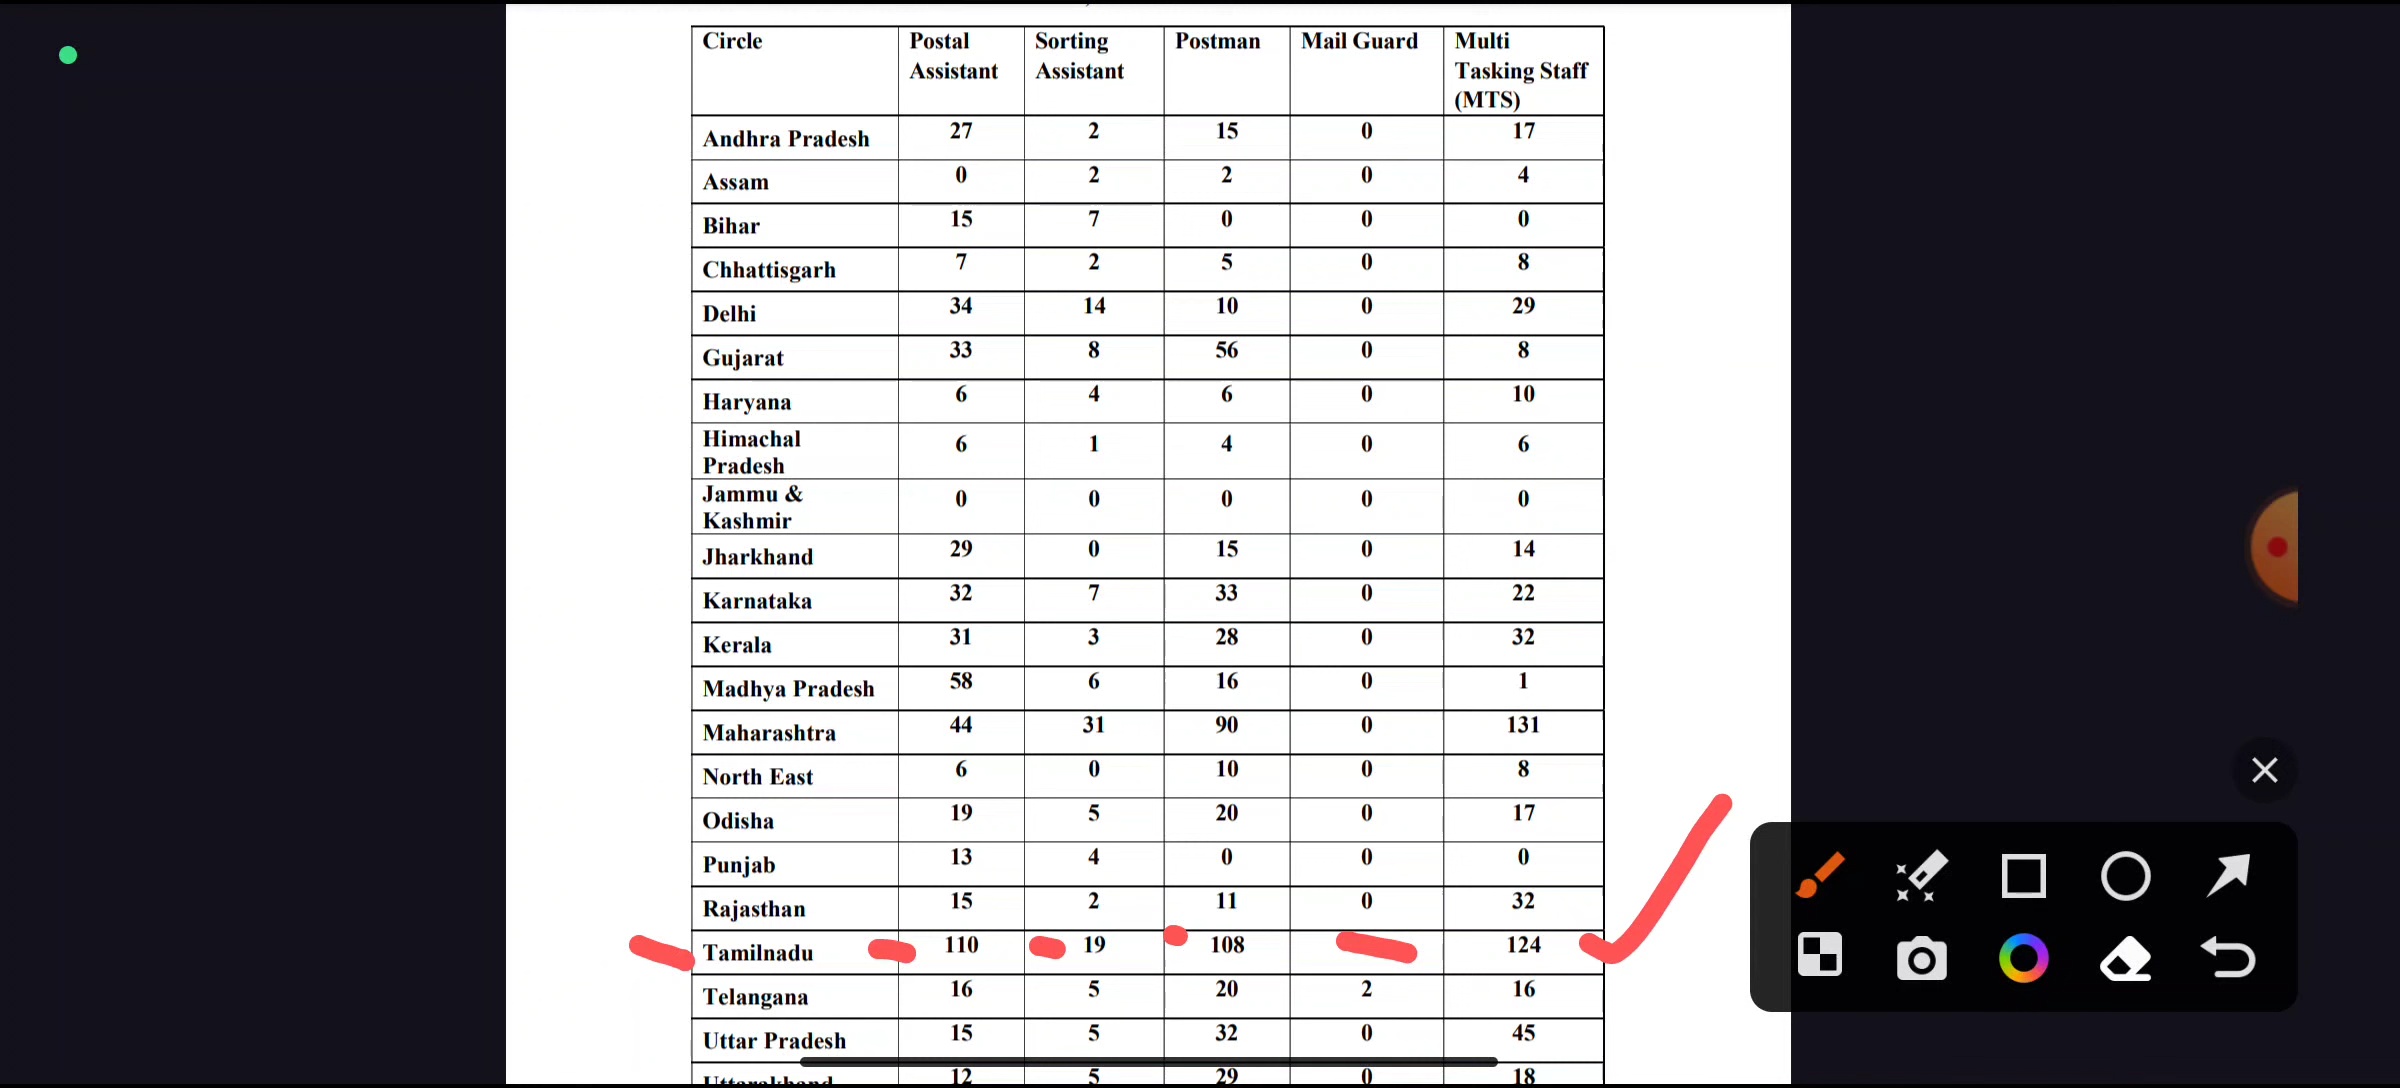 Circle Postal Assistant Sorting Assistant Postman Mail Guard Multi Tasking Staff (MTS)
Andhra Pradesh 27 2 15 0 17
Assam 0 2 2 0 4
Bihar 15 7 0 0 0
Chhattisgarh 7 2 5 0 8
Delhi 34 14 10 0 29
Gujarat 33 8 56 0 8
Haryana 6 4 6 0 10
Himachal Pradesh 6 1 4 0 6
Jammu & Kashmir 0 0 0 0 0
Jharkhand 29 0 15 0 14
Karnataka 32 7 33 0 22
Kerala 31 3 28 0 32
Madhya Pradesh 58 6 16 0 1
Maharashtra 44 31 90 0 131
North East 6 0 10 0 8
Odisha 19 5 20 0 17
Punjab 13 4 0 0 0
Rajasthan 15 2 11 0 32
Tamilnadu 110 19 108 124
Telangana 16 5 20 2 16
Uttar Pradesh 15 5 32 0 45
12 5 29 0 18